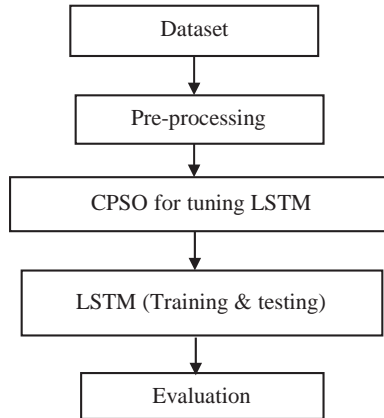 Dataset
Pre-processing
CPSO for tuning LSTM
LSTM (Training & testing)
Evaluation